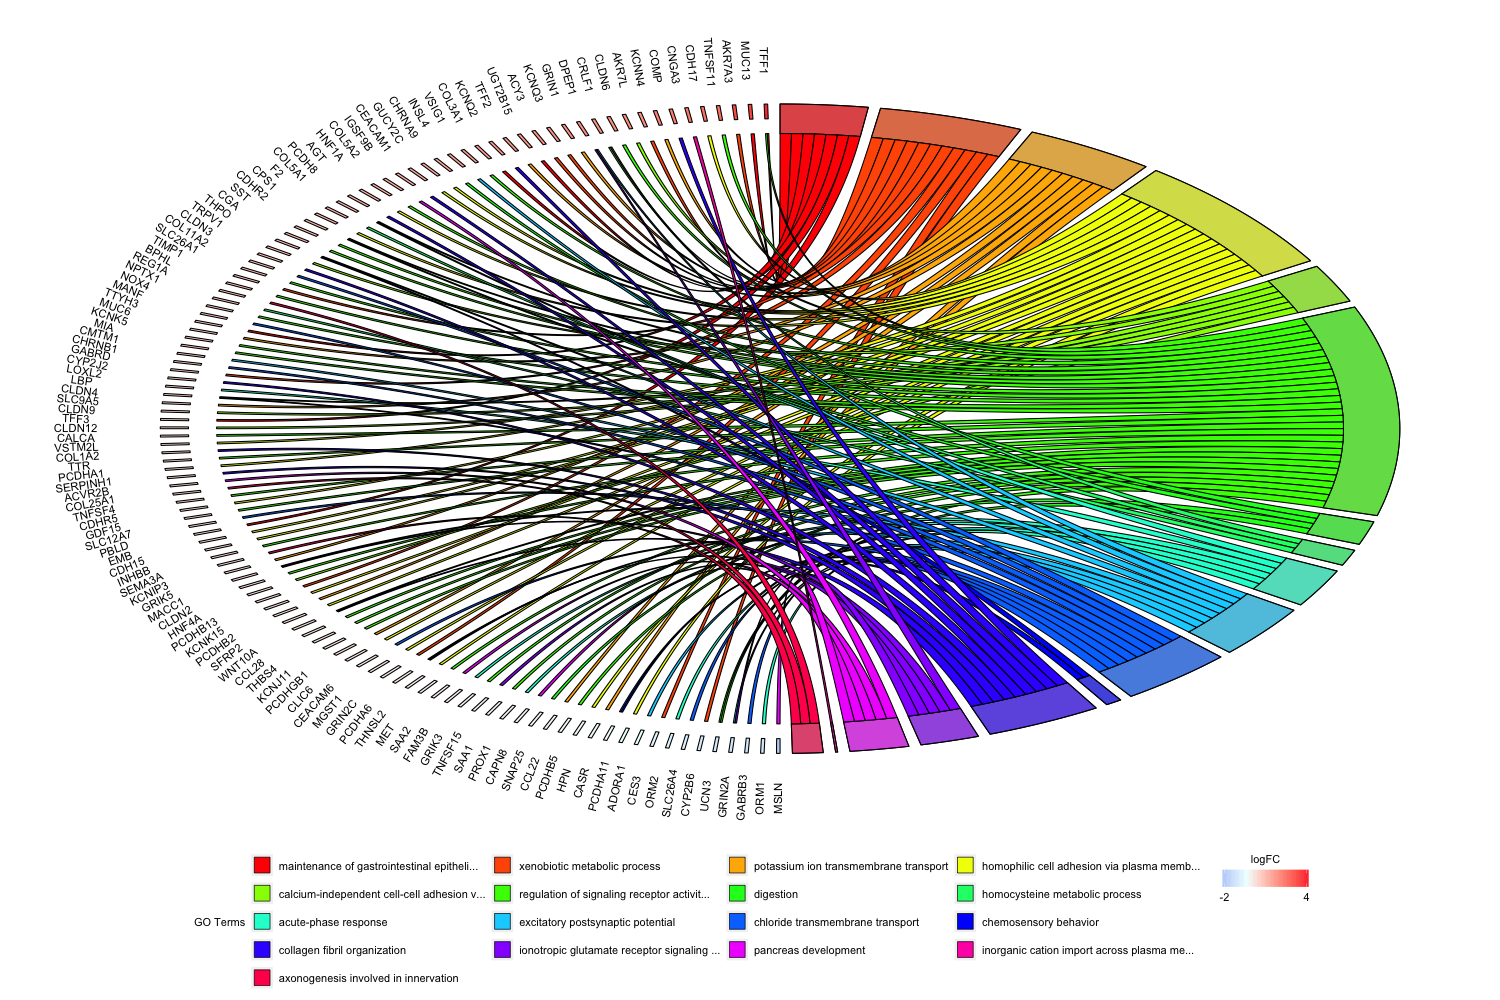 TFF1
MUC13
AKR7A3
TNFSF11
CDH17
CNGA3
COMP
KCNN4
AKR7L
CLDN6
CRLF1
DPEP1
GRIN1
KCNQ3
ACY3
UGT2B15
TFF2
KCNQ2
COL3A1
VSIG1
INSL4
CHRNA9
GUCY2C
CEACAM1
IGSF9B
COL5A2
HNF1A
AGT
PCDH8
COL5A1
F2
CPS1
CDHR2
SST
CGA
THPO
TRPV1
CLDN3
COL11A2
SLC26A1
TIMP1
BPHL
REG1A
NPTX1
NOX4
MANF
TTYH3
MUC6
KCNK5
MIA
CMTM1
CHRNB1
GABRD
CYP2J2
LOXL2
LBP
CLDN4
SLC9A5
CLDN9
TFF3
CLDN12
CALCA
VSTM2L
COL1A2
TTR
PCDHA1
SERPINH1
ACVR2B
COL25A1
TNFSF4
CDHR5
GDF15
SLC12A7
PBLD
EMB
CDH15
INHBB
SEMA3A
KCNIP3
GRIK5
MACC1
CLDN2
HNF4A
PCDHB13
KCNK15
PCDHB2
SFRP2
WNT10A
CCL28
THBS4
KCNJ11
PCDHGB1
CLIC6
CEACAM6
MGST1
GRIN2C
PCDHA6
THNSL2
MET
SAA2
FAM3B
GRIK3
TNFSF15
SAA1
PROX1
CAPN8
SNAP25
CCL22
PCDHB5
HPN
CASR
PCDHA11
ADORA1
CES3
ORM2
SLC26A4
CYP2B6
UCN3
GRIN2A
GABRB3
ORM1
MSLN
GO Terms
maintenance of gastrointestinal epitheli...
xenobiotic metabolic process
potassium ion transmembrane transport
homophilic cell adhesion via plasma memb...
calcium-independent cell-cell adhesion v...
regulation of signaling receptor activit...
digestion
homocysteine metabolic process
acute-phase response
excitatory postsynaptic potential
chloride transmembrane transport
chemosensory behavior
collagen fibril organization
ionotropic glutamate receptor signaling ...
pancreas development
inorganic cation import across plasma me...
axonogenesis involved in innervation
logFC
-2 4